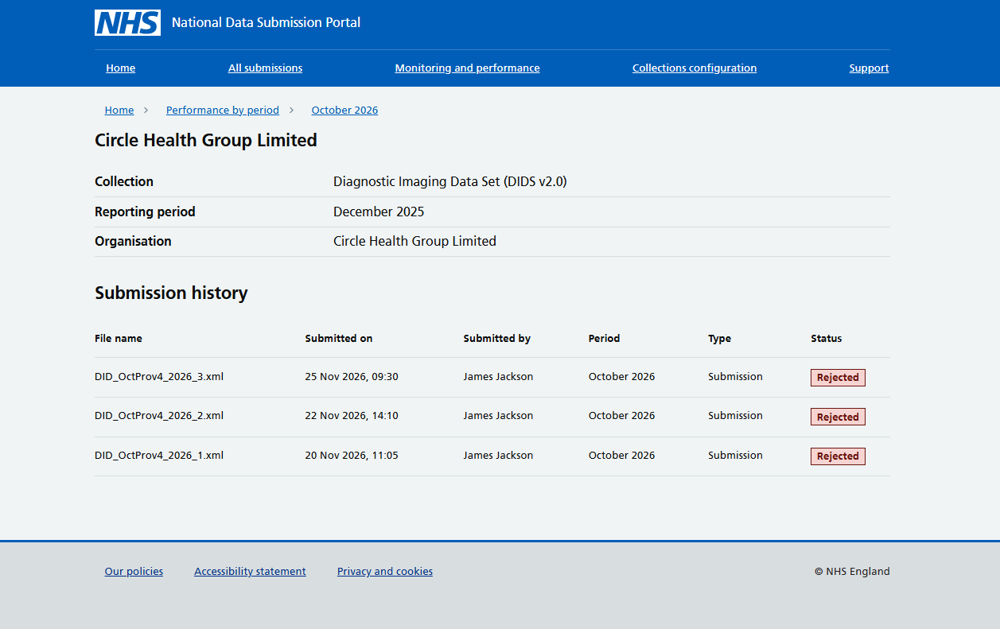 NHS National Data Submission Portal
Home All submissions Monitoring and performance Collections configuration Support
Home > Performance by period > October 2026
Circle Health Group Limited
Collection Diagnostic Imaging Data Set (DIDS v2.0)
Reporting period December 2025
Organisation Circle Health Group Limited
Submission history
File name Submitted on Submitted by Period Type Status
DID_OctProv4_2026_3.xml 25 Nov 2026, 09:30 James Jackson October 2026 Submission Rejected
DID_OctProv4_2026_2.xml 22 Nov 2026, 14:10 James Jackson October 2026 Submission Rejected
DID_OctProv4_2026_1.xml 20 Nov 2026, 11:05 James Jackson October 2026 Submission Rejected
Our policies Accessibility statement Privacy and cookies © NHS England